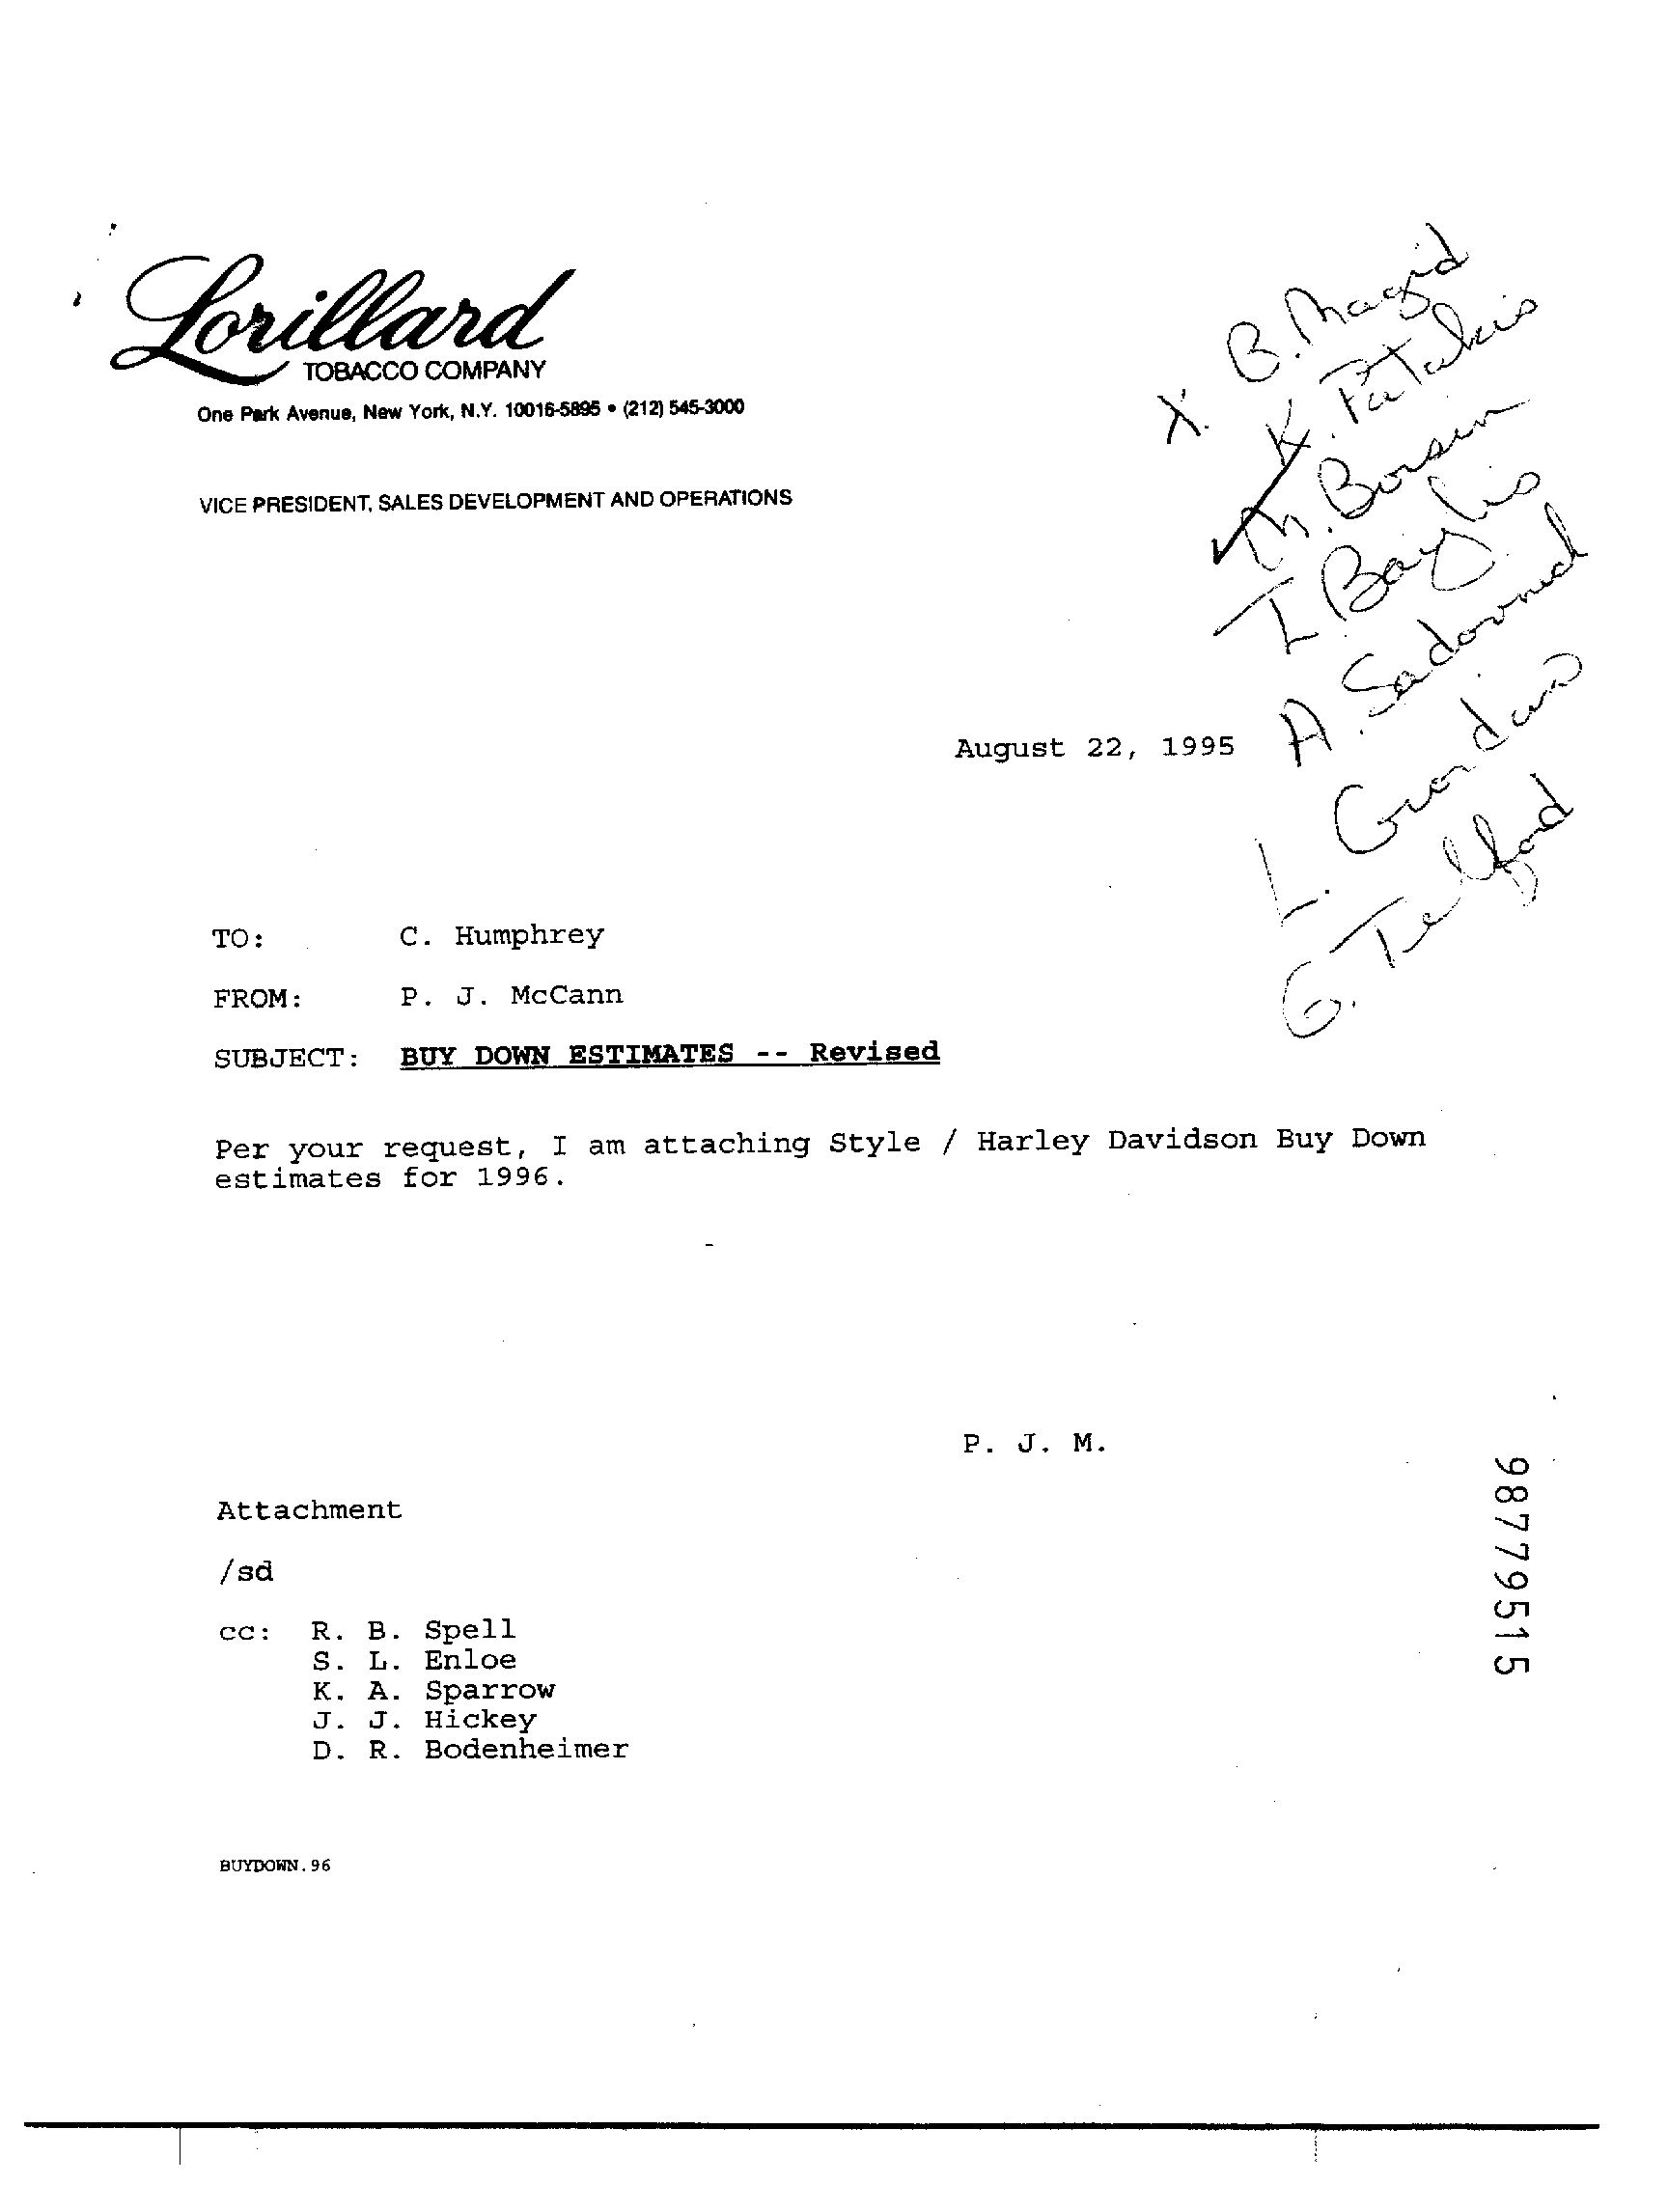 Lorillard
TOBACCO COMPANY
One Park Avenue, New York, N.Y. 10016-5895 • (212) 545-3000
VICE PRESIDENT, SALES DEVELOPMENT AND OPERATIONS
X. B. Magid
K. Patakis
M. Borsun
T Baylis
A. Sadovnick
L. Giordano
G. Telford
August 22, 1995
TO: C. Humphrey
FROM: P. J. McCann
SUBJECT: BUY DOWN ESTIMATES -- Revised
Per your request, I am attaching Style / Harley Davidson Buy Down
estimates for 1996.
P. J. M.
Attachment
/sd
cc: R. B. Spell
S. L. Enloe
K. A. Sparrow
J. J. Hickey
D. R. Bodenheimer
98779515
BUYDOWN.96